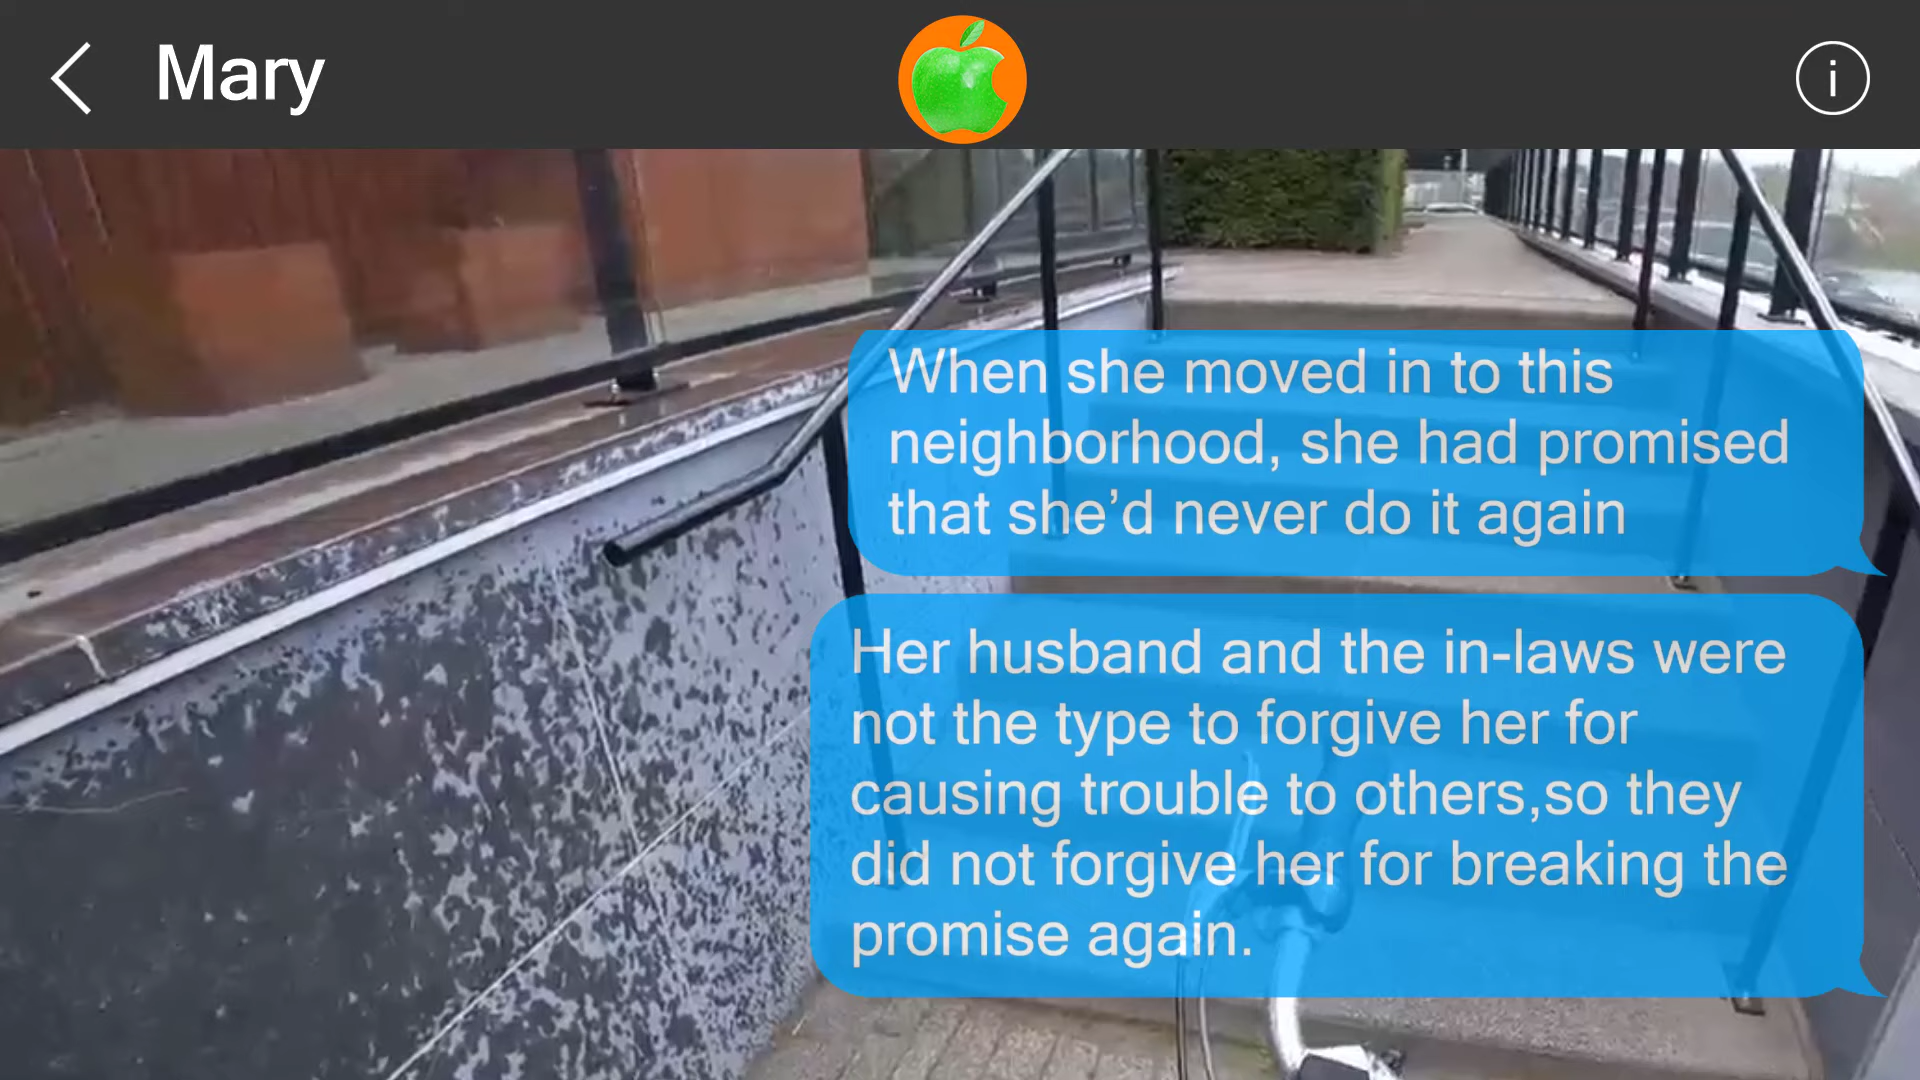 Mary
When she moved in to this
neighborhood, she had promised
that she’d never do it again
Her husband and the in-laws were
not the type to forgive her for
causing trouble to others,so they
did not forgive her for breaking the
promise again.